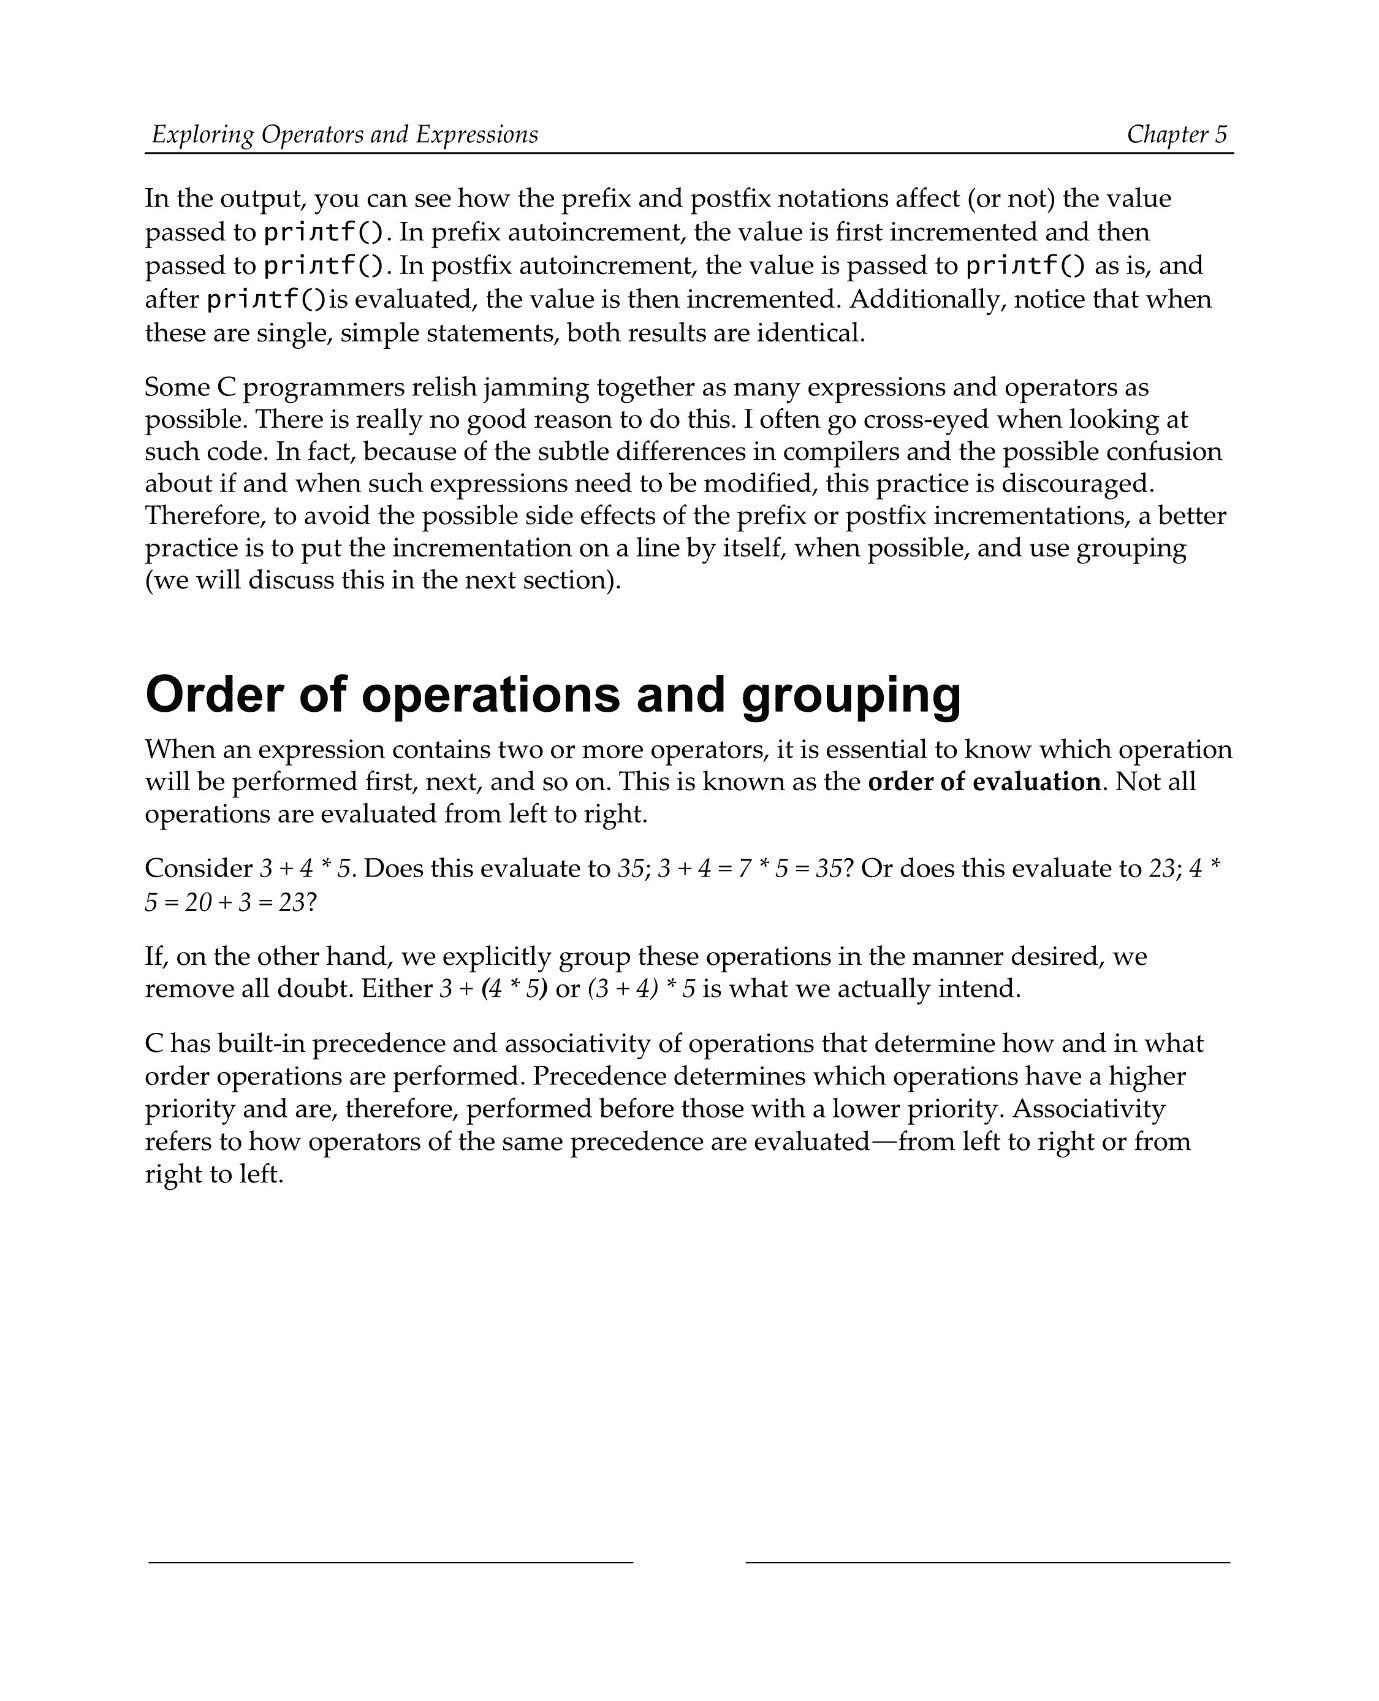 Exploring Operators and Expressions Chapter 5
In the output, you can see how the prefix and postfix notations affect (or not) the value
passed to printf(). In prefix autoincrement, the value is first incremented and then
passed to printf(). In postfix autoincrement, the value is passed to printf() as is, and
after printf()is evaluated, the value is then incremented. Additionally, notice that when
these are single, simple statements, both results are identical.
Some C programmers relish jamming together as many expressions and operators as
possible. There is really no good reason to do this. I often go cross-eyed when looking at
such code. In fact, because of the subtle differences in compilers and the possible confusion
about if and when such expressions need to be modified, this practice is discouraged.
Therefore, to avoid the possible side effects of the prefix or postfix incrementations, a better
practice is to put the incrementation on a line by itself, when possible, and use grouping
(we will discuss this in the next section).
Order of operations and grouping
When an expression contains two or more operators, it is essential to know which operation
will be performed first, next, and so on. This is known as the order of evaluation. Not all
operations are evaluated from left to right.
Consider 3 + 4 * 5. Does this evaluate to 35; 3 + 4 = 7 * 5 = 35? Or does this evaluate to 23; 4 *
5 = 20 + 3 = 23?
If, on the other hand, we explicitly group these operations in the manner desired, we
remove all doubt. Either 3 + (4 * 5) or (3 + 4) * 5 is what we actually intend.
C has built-in precedence and associativity of operations that determine how and in what
order operations are performed. Precedence determines which operations have a higher
priority and are, therefore, performed before those with a lower priority. Associativity
refers to how operators of the same precedence are evaluated—from left to right or from
right to left.